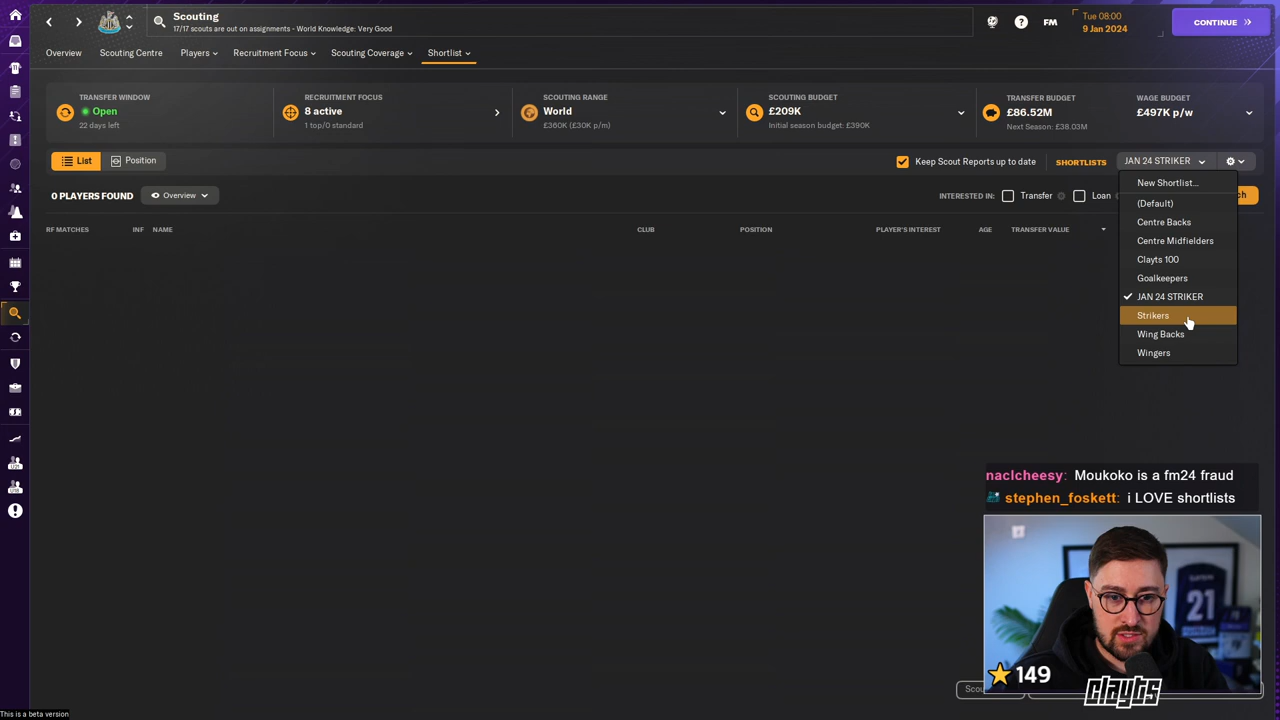 Scouting
17/17 scouts are out on assignments - World Knowledge: Very Good
FM
Tue 08:00
9 Jan 2024
CONTINUE
Overview
Scouting Centre
Players
Recruitment Focus
Scouting Coverage
Shortlist
TRANSFER WINDOW
Open
22 days left
RECRUITMENT FOCUS
8 active
1 top/0 standard
SCOUTING RANGE
World
£360K (£30K p/m)
SCOUTING BUDGET
£209K
Initial season budget: £390K
TRANSFER BUDGET
£86.52M
Next Season: £38.03M
WAGE BUDGET
£497K p/w
List
Position
Keep Scout Reports up to date
SHORTLISTS
JAN 24 STRIKER
0 PLAYERS FOUND
Overview
INTERESTED IN:
Transfer
Loan
RF MATCHES
INF
NAME
CLUB
POSITION
PLAYER'S INTEREST
AGE
TRANSFER VALUE
New Shortlist...
(Default)
Centre Backs
Centre Midfielders
Clayts 100
Goalkeepers
JAN 24 STRIKER
Strikers
Wing Backs
Wingers
naclcheesy: Moukoko is a fm24 fraud
stephen_foskett: i LOVE shortlists
21
149
clayts
This is a beta version